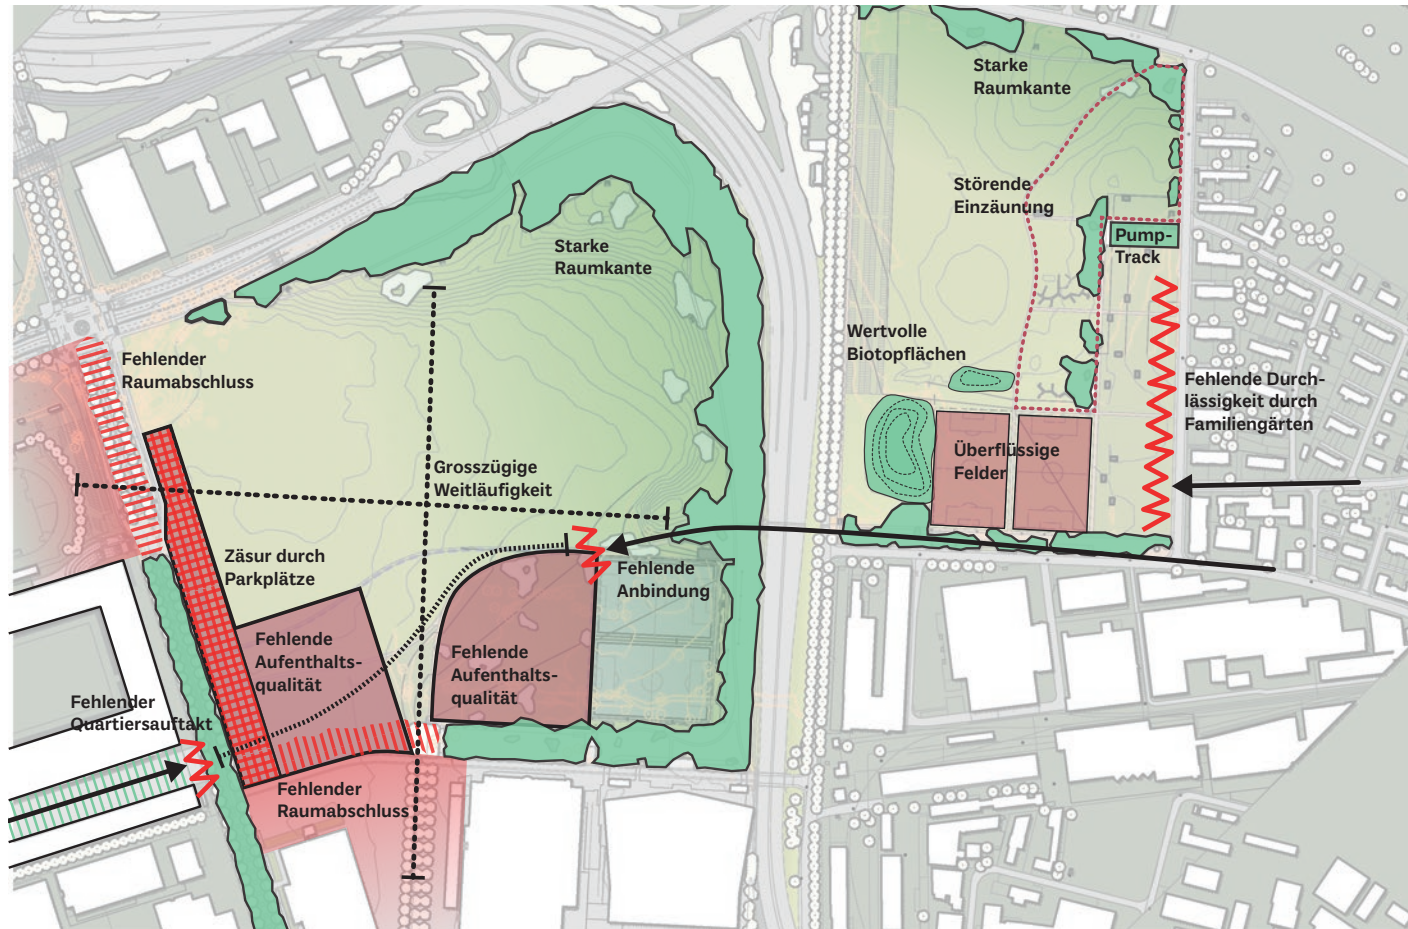 Starke
Raumkante
Störende
Einzäunung
Pump-
Track
Starke
Raumkante
Wertvolle
Biotopflächen
Fehlender
Raumabschluss
Fehlende Durch-
lässigkeit durch
Familiengärten
Grosszügige
Weitläufigkeit
Überflüssige
Felder
Zäsur durch
Parkplätze
Fehlende
Anbindung
Fehlende
Aufenthalts-
qualität
Fehlende
Aufenthalts-
qualität
Fehlender
Quartiersauftakt
Fehlender
Raumabschluss